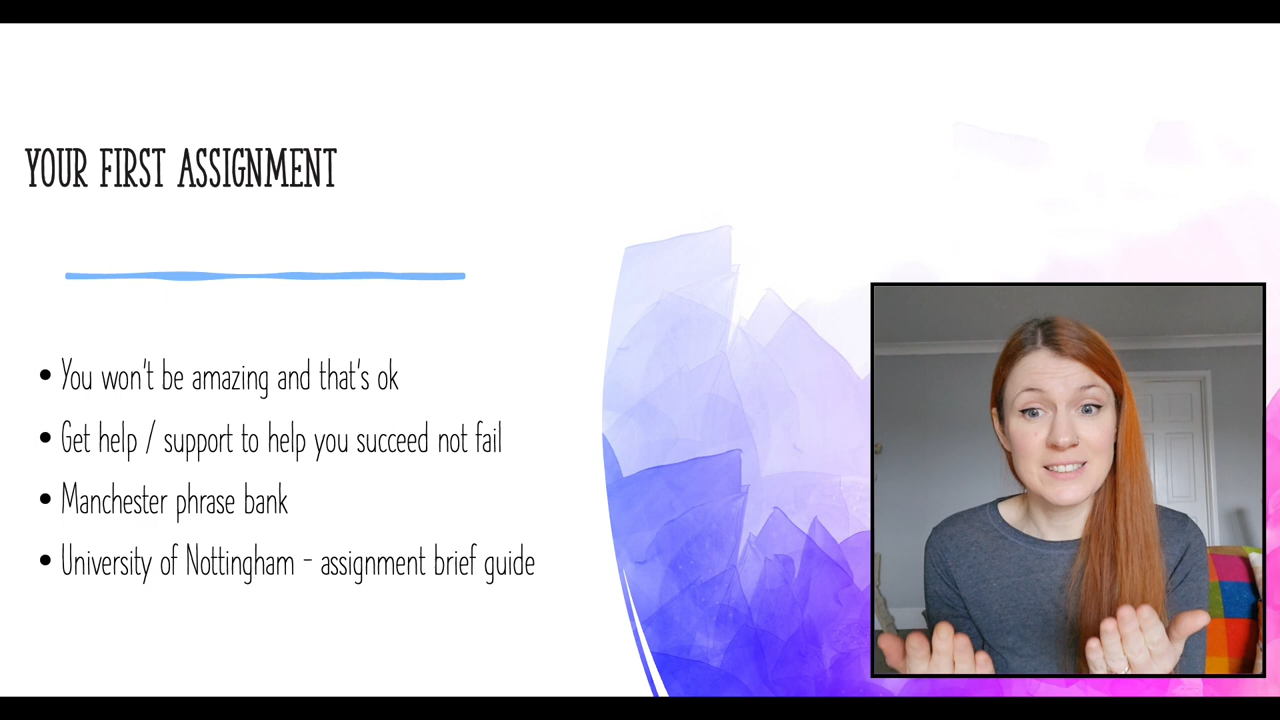 YOUR FIRST ASSIGNMENT
• You won't be amazing and that's ok
• Get help / support to help you succeed not fail
• Manchester phrase bank
• University of Nottingham - assignment brief guide